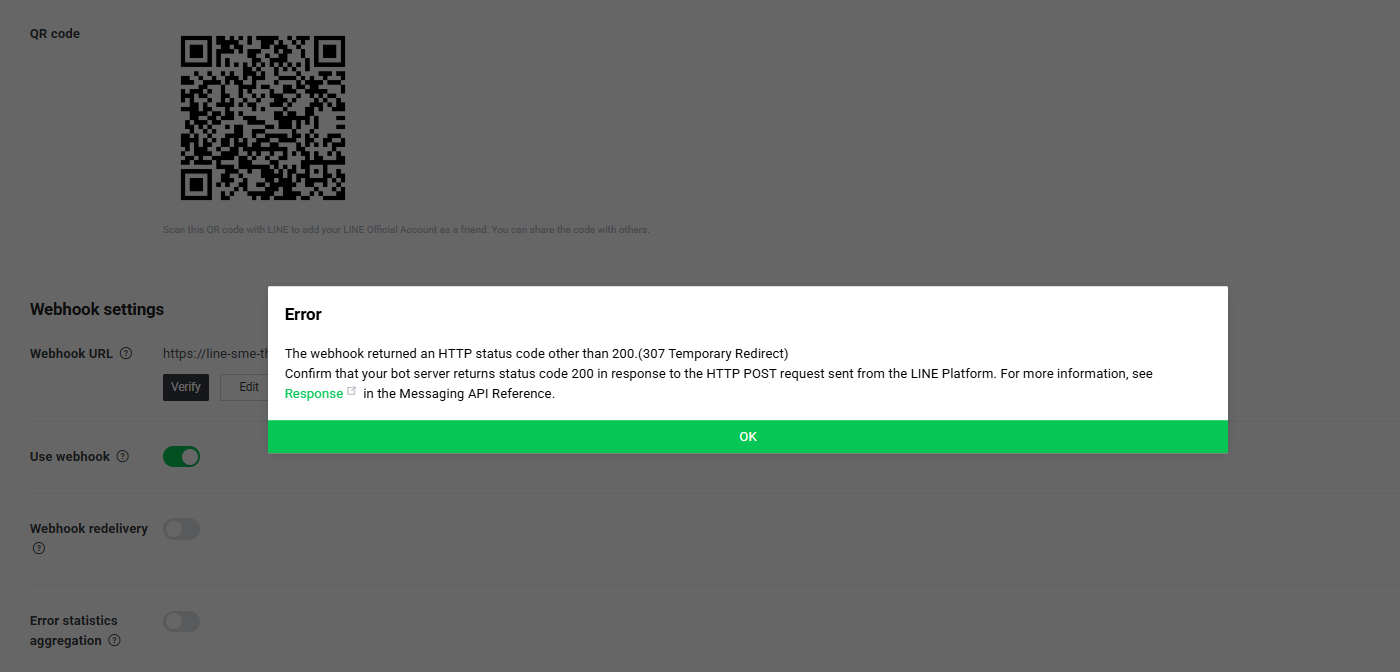 QR code
Scan this QR code with LINE to add your LINE Official Account as a friend. You can share the code with others.
Webhook settings
Webhook URL ? https://line-sme-th
Verify Edit
Error
The webhook returned an HTTP status code other than 200.(307 Temporary Redirect)
Confirm that your bot server returns status code 200 in response to the HTTP POST request sent from the LINE Platform. For more information, see
Response in the Messaging API Reference.
OK
Use webhook ?
Webhook redelivery
?
Error statistics
aggregation ?